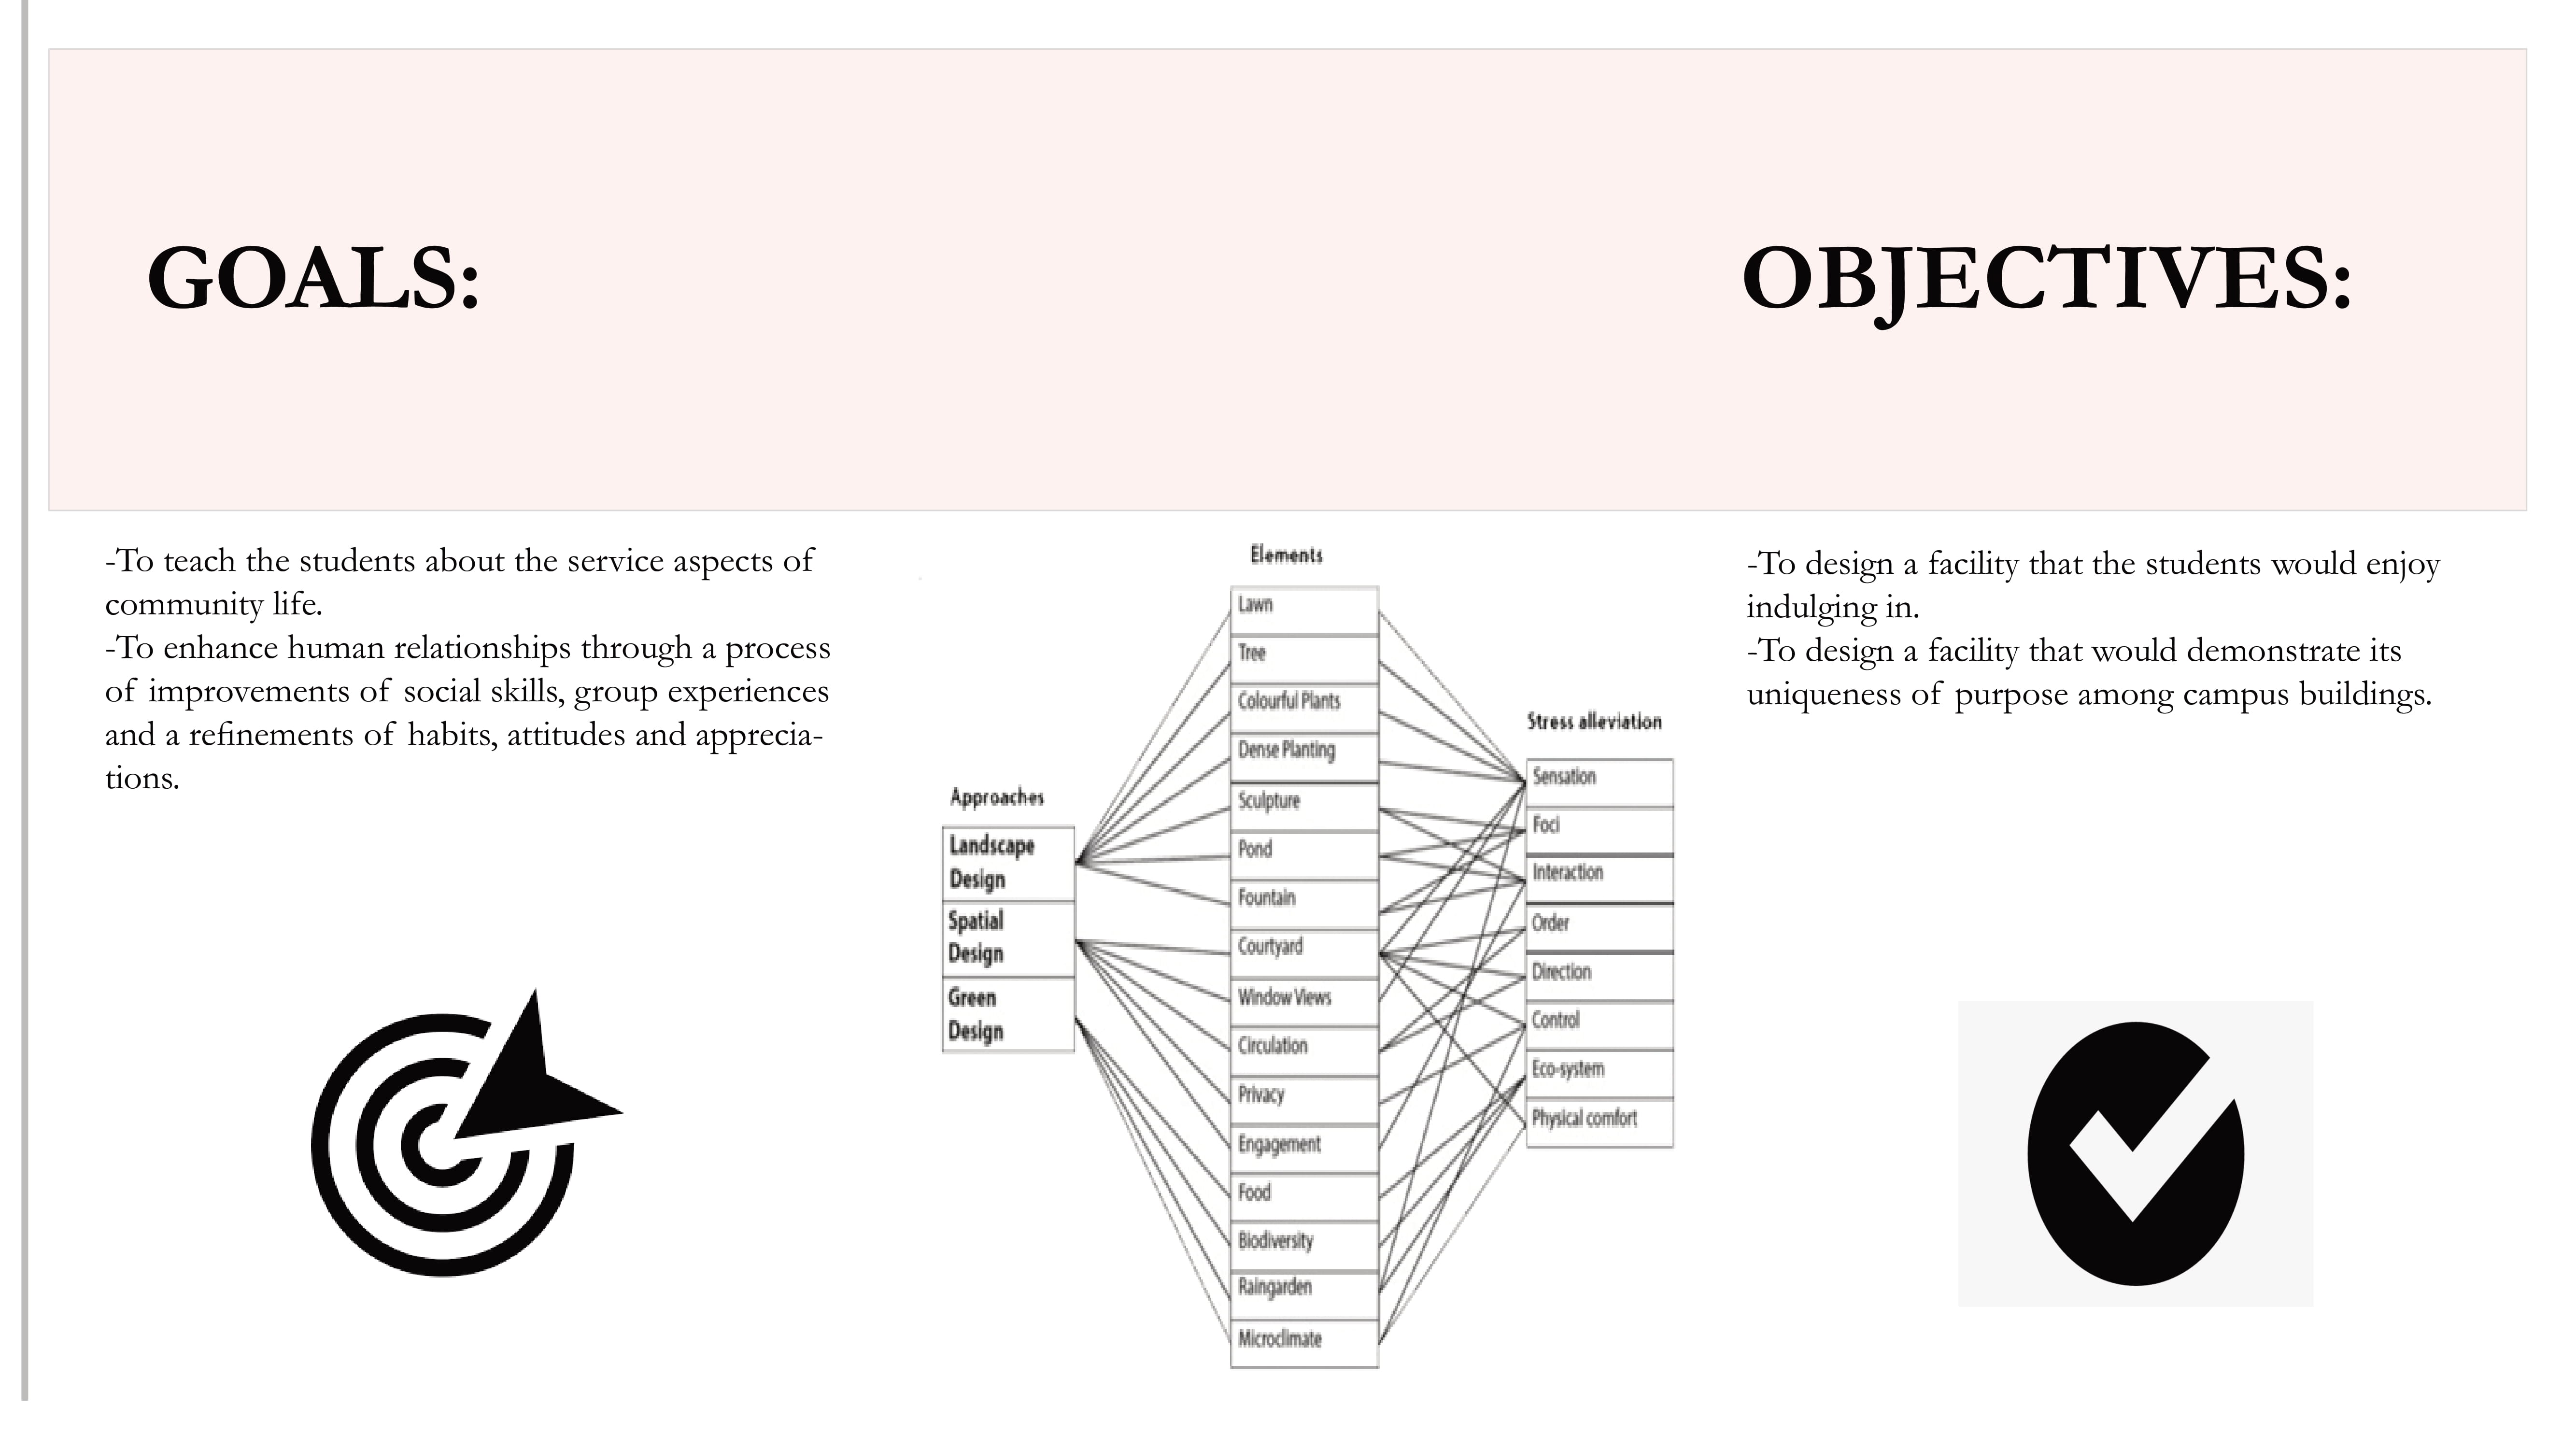 GOALS:
OBJECTIVES:
-To teach the students about the service aspects of
community life.
-To enhance human relationships through a process
of improvements of social skills, group experiences
and a refinements of habits, attitudes and apprecia-
tions.
Approaches
Landscape
Design
Spatial
Design
Green
Design
Elements
Lawn
Tree
Colourful Plants
Dense Planting
Sculpture
Pond
Fountain
Courtyard
Window Views
Circulation
Privacy
Engagement
Food
Biodiversity
Raingarden
Microclimate
Stress alleviation
Sensation
Foci
Interaction
Order
Direction
Control
Eco-system
Physical comfort
-To design a facility that the students would enjoy
indulging in.
-To design a facility that would demonstrate its
uniqueness of purpose among campus buildings.